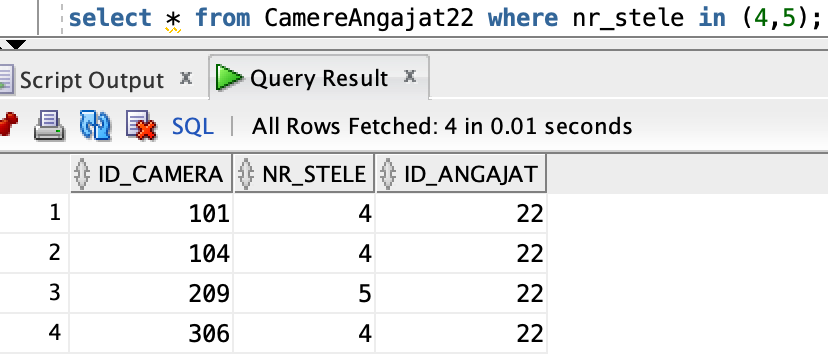 select * from CamereAngajat22 where nr_stele in (4,5);
Script Output x Query Result x
SQL | All Rows Fetched: 4 in 0.01 seconds
ID_CAMERA NR_STELE ID_ANGAJAT
1 101 4 22
2 104 4 22
3 209 5 22
4 306 4 22